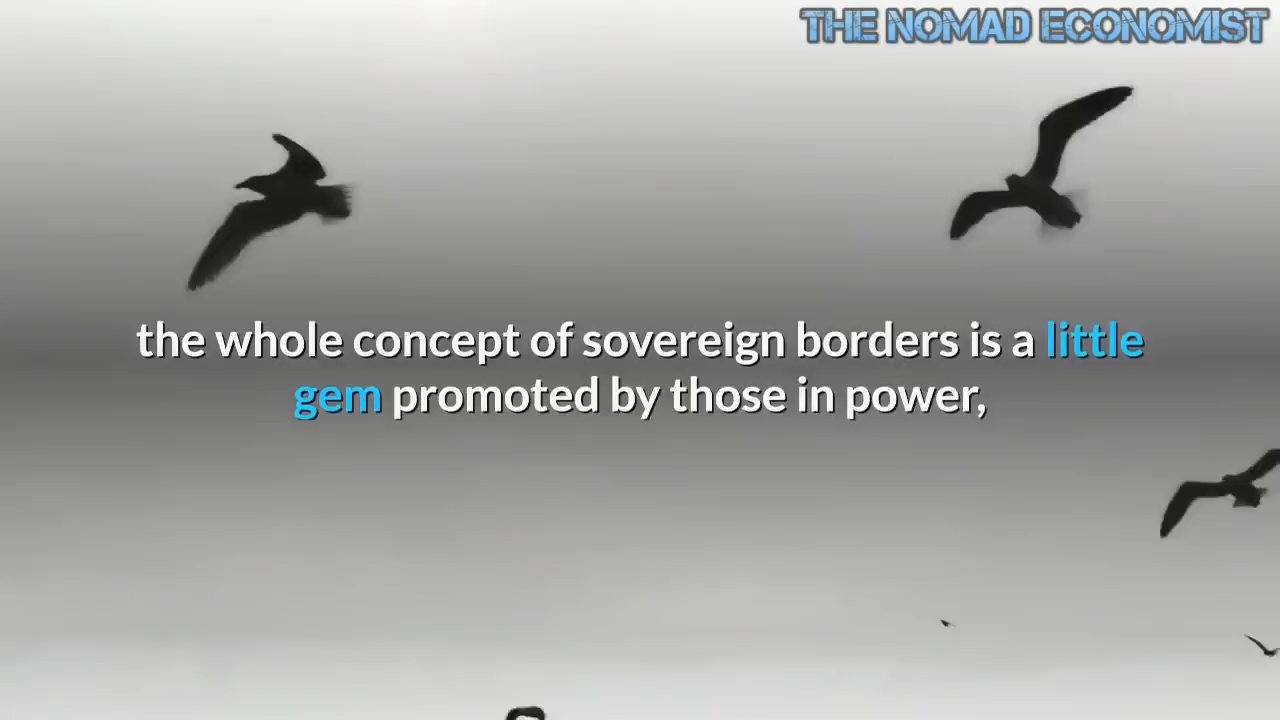 THE NOMAD ECONOMIST
the whole concept of sovereign borders is a little
gem promoted by those in power,